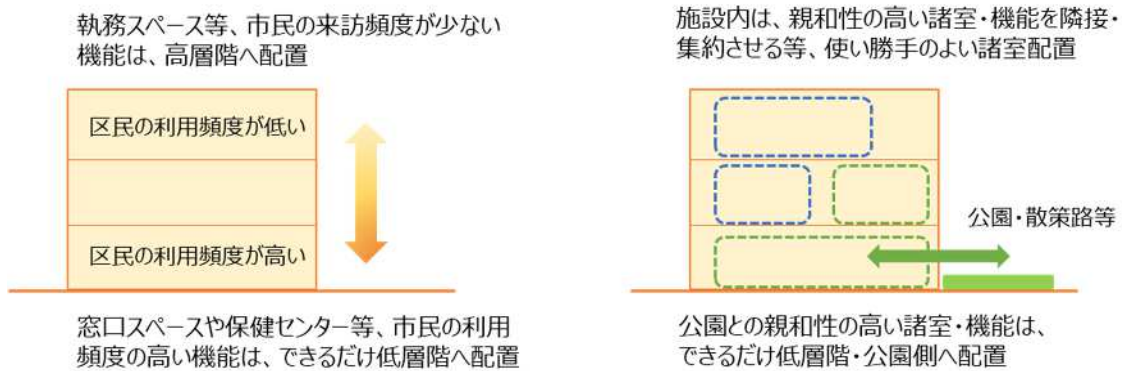 執務スペース等、市民の来訪頻度が少ない
機能は、高層階へ配置
区民の利用頻度が低い
区民の利用頻度が高い
窓口スペースや保健センター等、市民の利用
頻度の高い機能は、できるだけ低層階へ配置
施設内は、親和性の高い諸室・機能を隣接・
集約させる等、使い勝手のよい諸室配置
公園・散策路等
公園との親和性の高い諸室・機能は、
できるだけ低層階・公園側へ配置